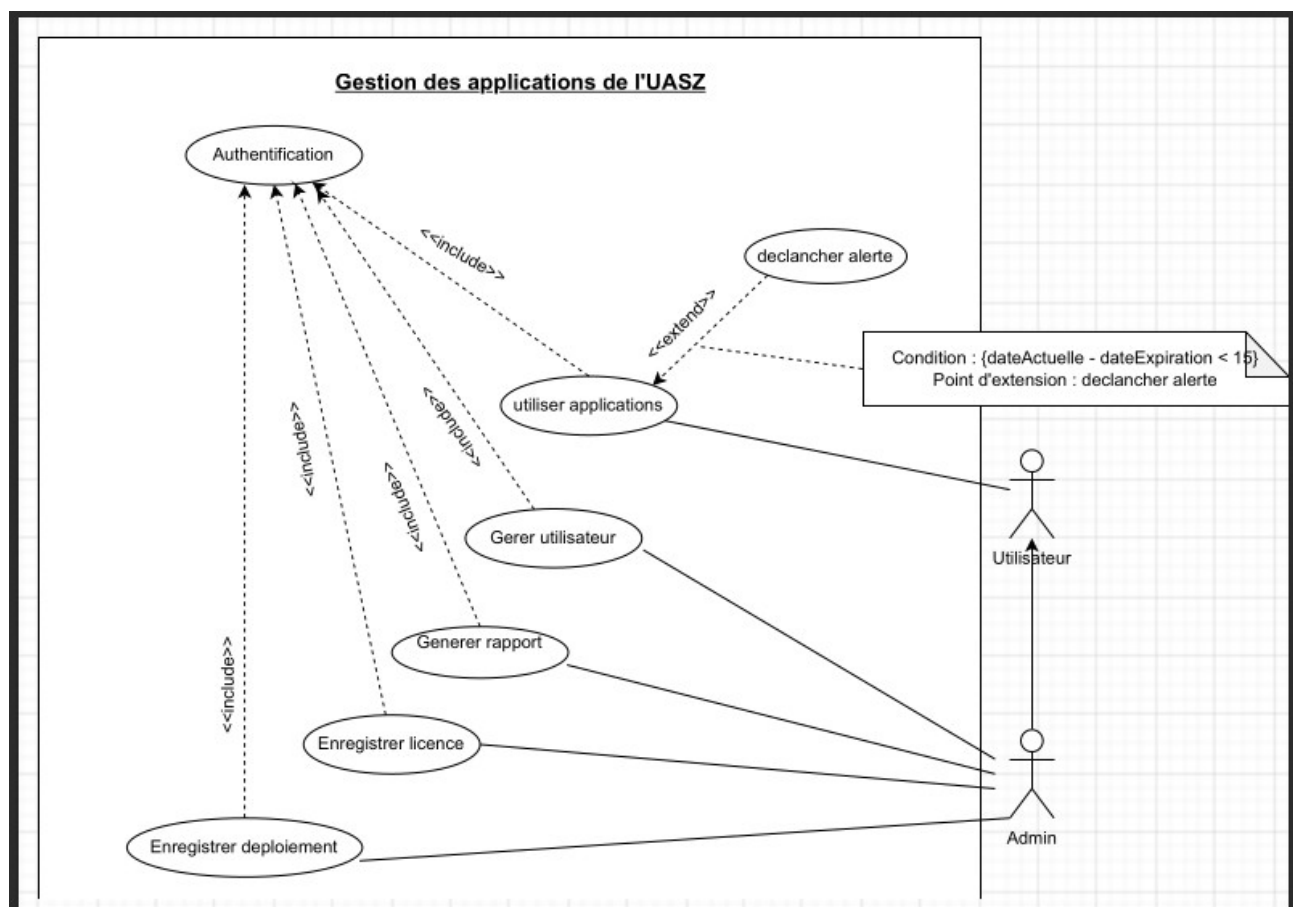 Gestion des applications de l'UASZ
Authentification
<<include>>
declancher alerte
<<extend>>
Condition : {dateActuelle - dateExpiration < 15}
Point d'extension : declancher alerte
utiliser applications
<<include>>
<<include>>
<<include>>
Gerer utilisateur
Utilisateur
Generer rapport
<<include>>
Enregistrer licence
Enregistrer deploiement
Admin